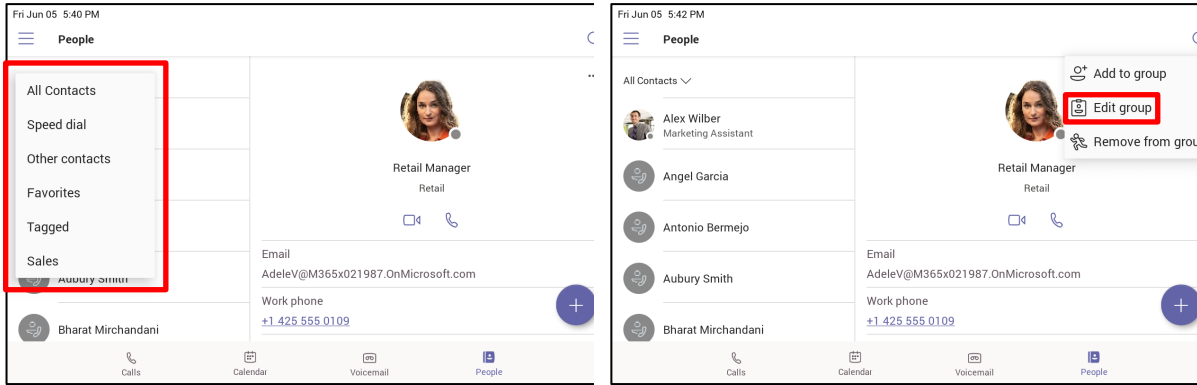 Fri Jun 05 5:40 PM
People
All Contacts
Speed dial
Other contacts
Favorites
Tagged
Sales
Aubury Smith
Bharat Mirchandani
Retail Manager
Retail
Email
AdeleV@M365x021987.OnMicrosoft.com
Work phone
+1 425 555 0109
Calls
Calendar
Voicemail
People
Fri Jun 05 5:42 PM
People
All Contacts
Alex Wilber
Marketing Assistant
Angel Garcia
Antonio Bermejo
Aubury Smith
Bharat Mirchandani
Add to group
Edit group
Remove from grou
Retail Manager
Retail
Email
AdeleV@M365x021987.OnMicrosoft.com
Work phone
+1 425 555 0109
Calls
Calendar
Voicemail
People